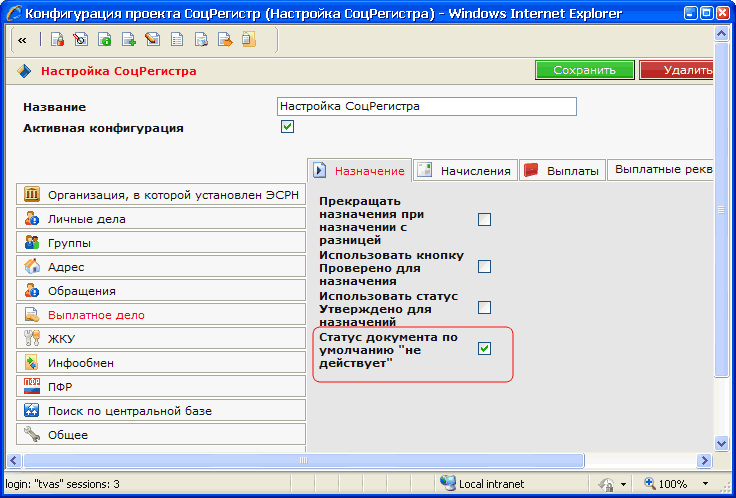 Конфигурация проекта СоцРегистр (Настройка СоцРегистра) - Windows Internet Explorer
«
Настройка СоцРегистра
Сохранить
Удалить
Название
Настройка СоцРегистра
Активная конфигурация
Назначение
Начисления
Выплаты
Выплатные рекв
Организация, в которой установлен ЭСРН
Личные дела
Группы
Адрес
Обращения
Выплатное дело
ЖКУ
Инфообмен
ПФР
ПФР
Поиск по центральной базе
Общее
Прекращать
назначения при
назначении с
разницей
Использовать кнопку
Проверено для
назначения
Использовать статус
Утверждено для
назначений
Статус документа по
умолчанию "не
действует"
login: "tvas" sessions: 3
Local intranet
100%